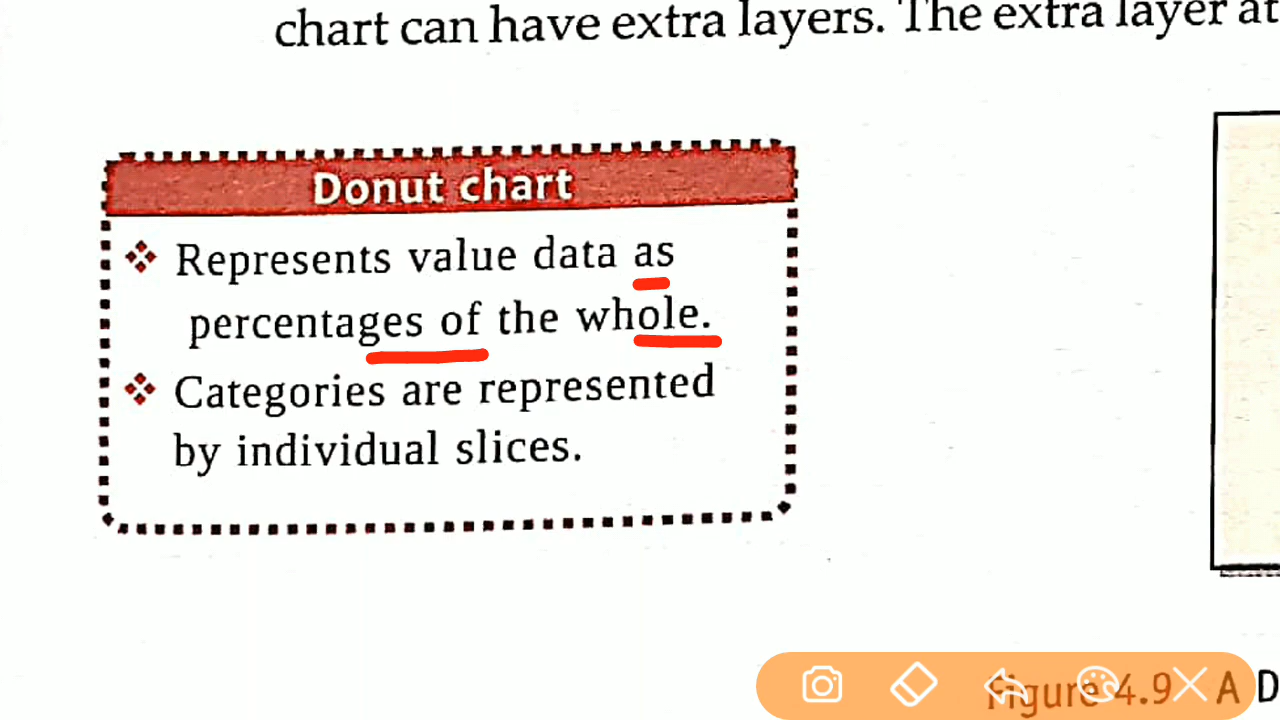 chart can have extra layers. The extra layer at
Donut chart
❖ Represents value data as
percentages of the whole.
❖ Categories are represented
by individual slices.
Figure 4.9 A D